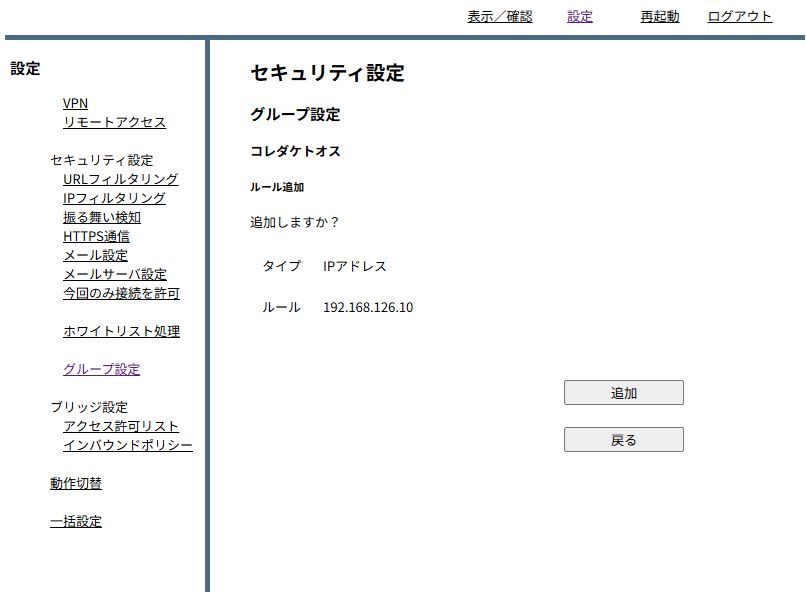 表示／確認 設定 再起動 ログアウト
設定
VPN
リモートアクセス
セキュリティ設定
URLフィルタリング
IPフィルタリング
振る舞い検知
HTTPS通信
メール設定
メールサーバ設定
今回のみ接続を許可
ホワイトリスト処理
グループ設定
ブリッジ設定
アクセス許可リスト
インバウンドポリシー
動作切替
一括設定
セキュリティ設定
グループ設定
コレダケトオス
ルール追加
追加しますか？
タイプ IPアドレス
ルール 192.168.126.10
追加
戻る